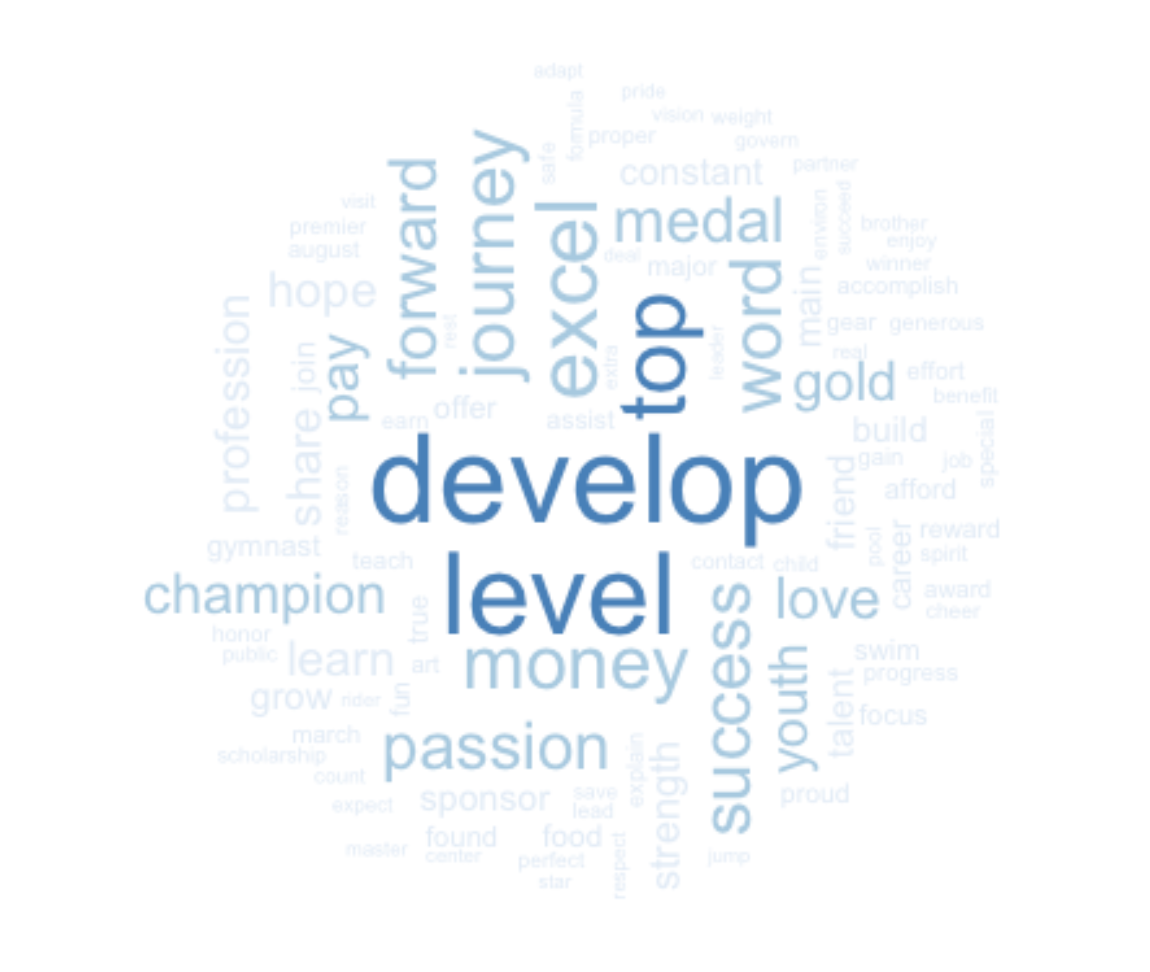 adapt
pride
formula
vision
weight
proper
govern
safe
constant
partner
journey
forward
visit
premier
august
excel
medal
environ
succeed
brother
enjoy
deal
major
word
winner
hope
main
accomplish
top
profession
rest
gear
generous
pay
join
extra
leader
real
gold
effort
benefit
share
earn
offer
assist
build
special
develop
friend
gain
job
reason
afford
gymnast
teach
pool
career
reward
spirit
level
contact
child
champion
true
success
love
award
cheer
honor
public
learn
art
money
youth
swim
talent
progress
grow
rider
fun
focus
march
scholarship
passion
count
explain
strength
expect
sponsor
save
lead
proud
master
found
center
food
perfect
star
respect
jump